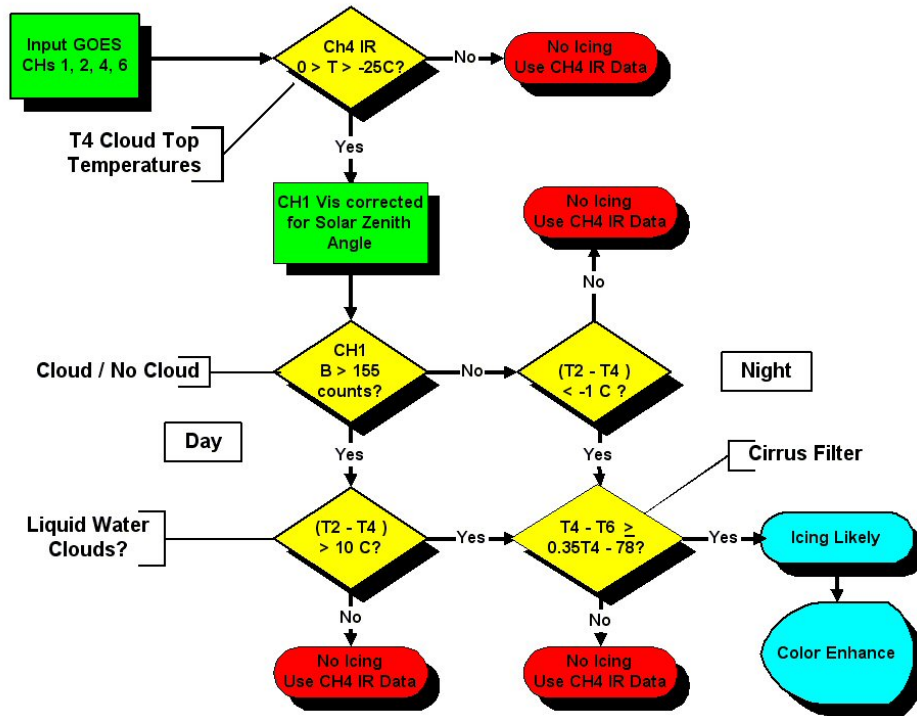 Input GOES
CHs 1, 2, 4, 6
Ch4 IR
0 > T > -25C?
No
No Icing
Use CH4 IR Data
T4 Cloud Top
Temperatures
Yes
CH1 Vis corrected
for Solar Zenith
Angle
No Icing
Use CH4 IR Data
No
Cloud / No Cloud
CH1
B > 155
counts?
No
(T2 - T4 )
< -1 C ?
Night
Day
Yes
Yes
Cirrus Filter
Liquid Water
Clouds?
(T2 - T4 )
> 10 C?
Yes
T4 - T6 ≥
0.35T4 - 78?
Yes
Icing Likely
No
No
No Icing
Use CH4 IR Data
No Icing
Use CH4 IR Data
Color Enhance